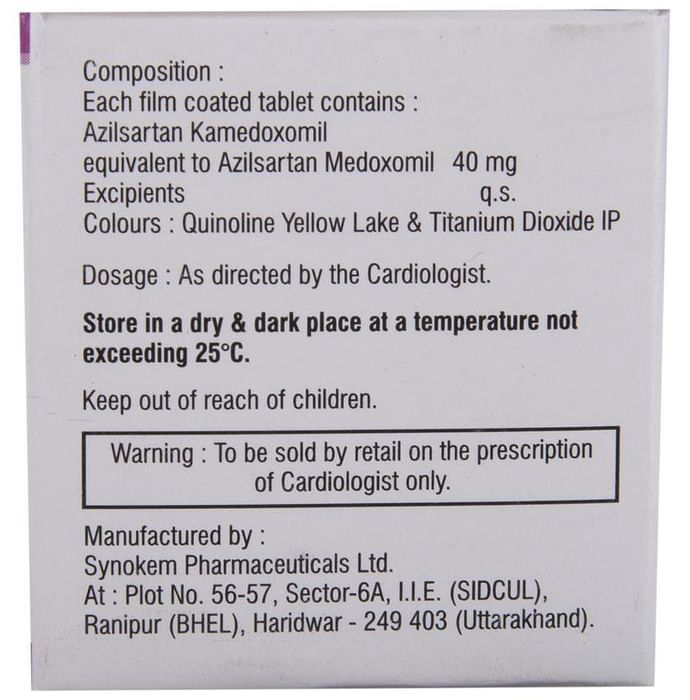 Composition :
Each film coated tablet contains :
Azilsartan Kamedoxomil
equivalent to Azilsartan Medoxomil 40 mg
Excipients q.s.
Colours : Quinoline Yellow Lake & Titanium Dioxide IP
Dosage : As directed by the Cardiologist.
Store in a dry & dark place at a temperature not
exceeding 25°C.
Keep out of reach of children.
Warning : To be sold by retail on the prescription
of Cardiologist only.
Manufactured by :
Synokem Pharmaceuticals Ltd.
At : Plot No. 56-57, Sector-6A, I.I.E. (SIDCUL),
Ranipur (BHEL), Haridwar - 249 403 (Uttarakhand).